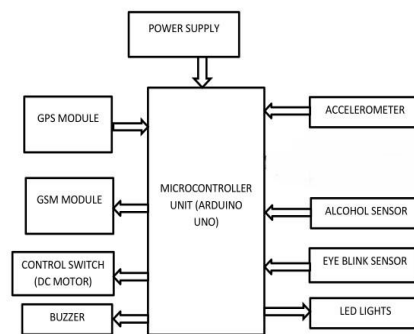 POWER SUPPLY
GPS MODULE
ACCELEROMETER
MICROCONTROLLER
UNIT (ARDUINO
UNO)
GSM MODULE
ALCOHOL SENSOR
CONTROL SWITCH
(DC MOTOR)
EYE BLINK SENSOR
BUZZER
LED LIGHTS